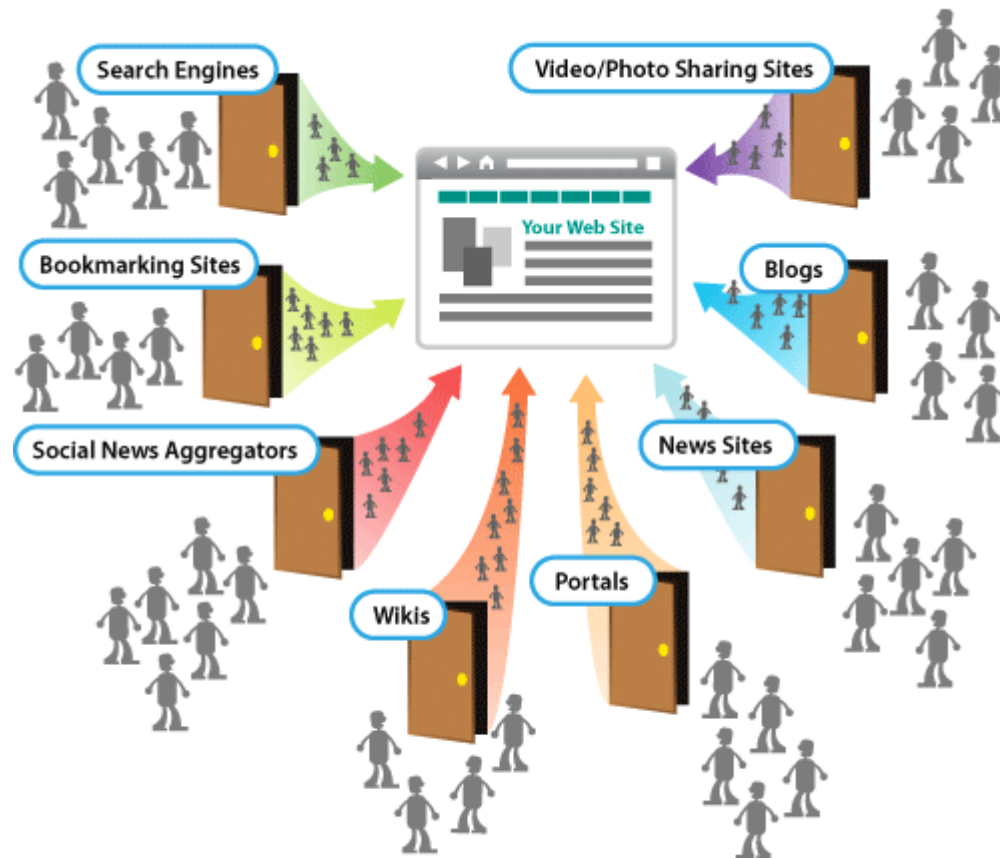 Search Engines
Video/Photo Sharing Sites
Your Web Site
Bookmarking Sites
Blogs
Social News Aggregators
News Sites
Wikis
Portals